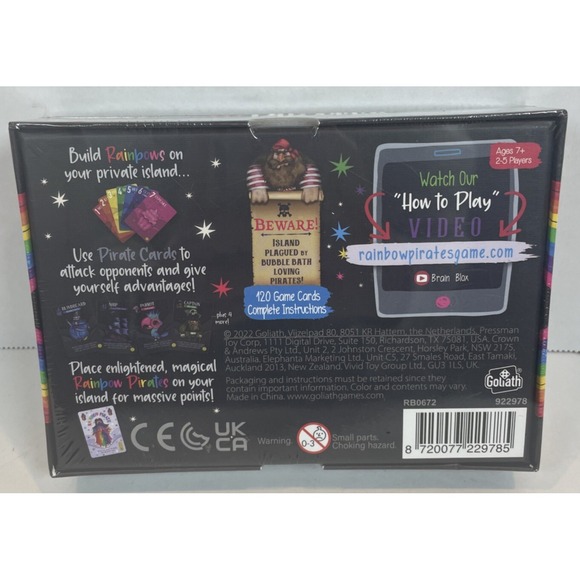 Build Rainbows on
your private island...
Use Pirate Cards to
attack opponents and give
yourself advantages!
...plus 9
more!
Place enlightened, magical
Rainbow Pirates on your
island for massive points!
BEWARE!
ISLAND
PLAGUED BY
BUBBLE BATH
LOVING
PIRATES!
120 Game Cards
Complete Instructions
Ages 7+
2-5 Players
Watch Our
"How to Play"
VIDEO
rainbowpiratesgame.com
Brain Blox
© 2022 Goliath, Vijzelpad 80, 8051 KR Hattem, the Netherlands. Pressman
Toy Corp, 1111 Digital Drive, Suite 150, Richardson, TX 75081, USA. Crown
& Andrews Pty Ltd., Unit 2, 2 Johnston Crescent, Horsley Park, NSW 2175,
Australia. Elephanta Marketing Ltd., Unit C5, 27 Smales Road, East Tamaki,
Auckland 2013, New Zealand. Vivid Toy Group Ltd., GU3 1LS, UK.
Packaging and instructions must be retained since they
contain important information. Color and contents may vary.
Made in China. www.goliathgames.com
Goliath
RB0672
922978
CE
UK
CA
Warning.
0-3
Small parts.
Choking hazard.
8 720077 229785